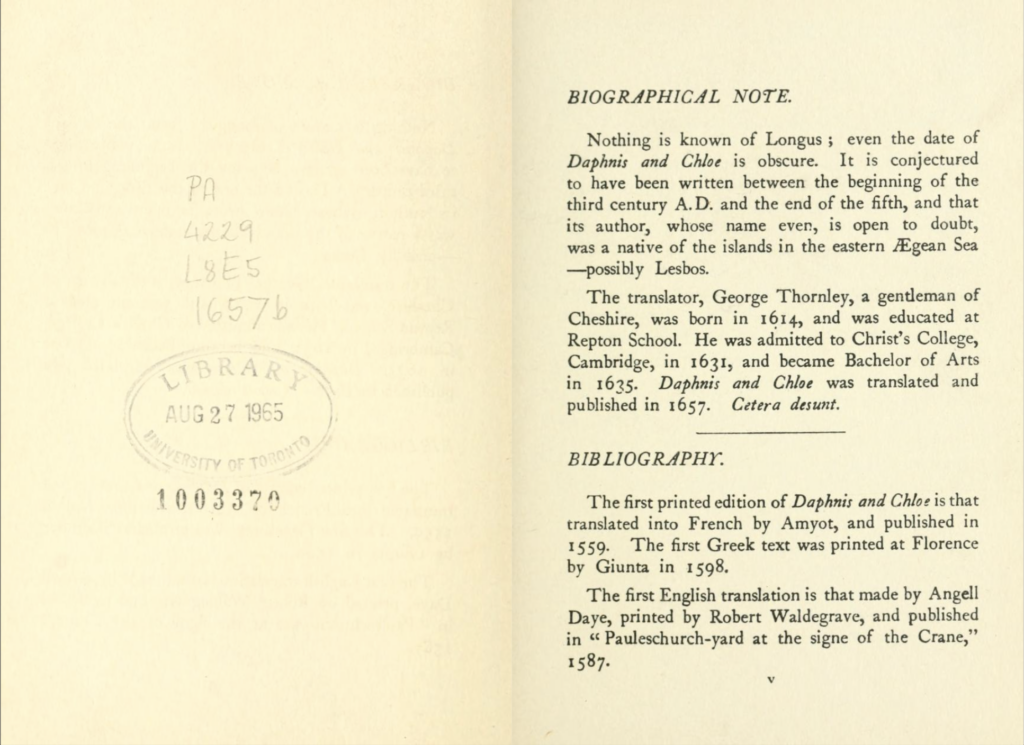 PA
4229
L8E5
1657b
LIBRARY
AUG 27 1965
UNIVERSITY OF TORONTO
1003370
BIOGRAPHICAL NOTE.
Nothing is known of Longus ; even the date of
Daphnis and Chloe is obscure. It is conjectured
to have been written between the beginning of the
third century A.D. and the end of the fifth, and that
its author, whose name even, is open to doubt,
was a native of the islands in the eastern Ægean Sea
—possibly Lesbos.
The translator, George Thornley, a gentleman of
Cheshire, was born in 1614, and was educated at
Repton School. He was admitted to Christ's College,
Cambridge, in 1631, and became Bachelor of Arts
in 1635. Daphnis and Chloe was translated and
published in 1657. Cetera desunt.
BIBLIOGRAPHY.
The first printed edition of Daphnis and Chloe is that
translated into French by Amyot, and published in
1559. The first Greek text was printed at Florence
by Giunta in 1598.
The first English translation is that made by Angell
Daye, printed by Robert Waldegrave, and published
in “ Pauleschurch-yard at the signe of the Crane,”
1587.
v